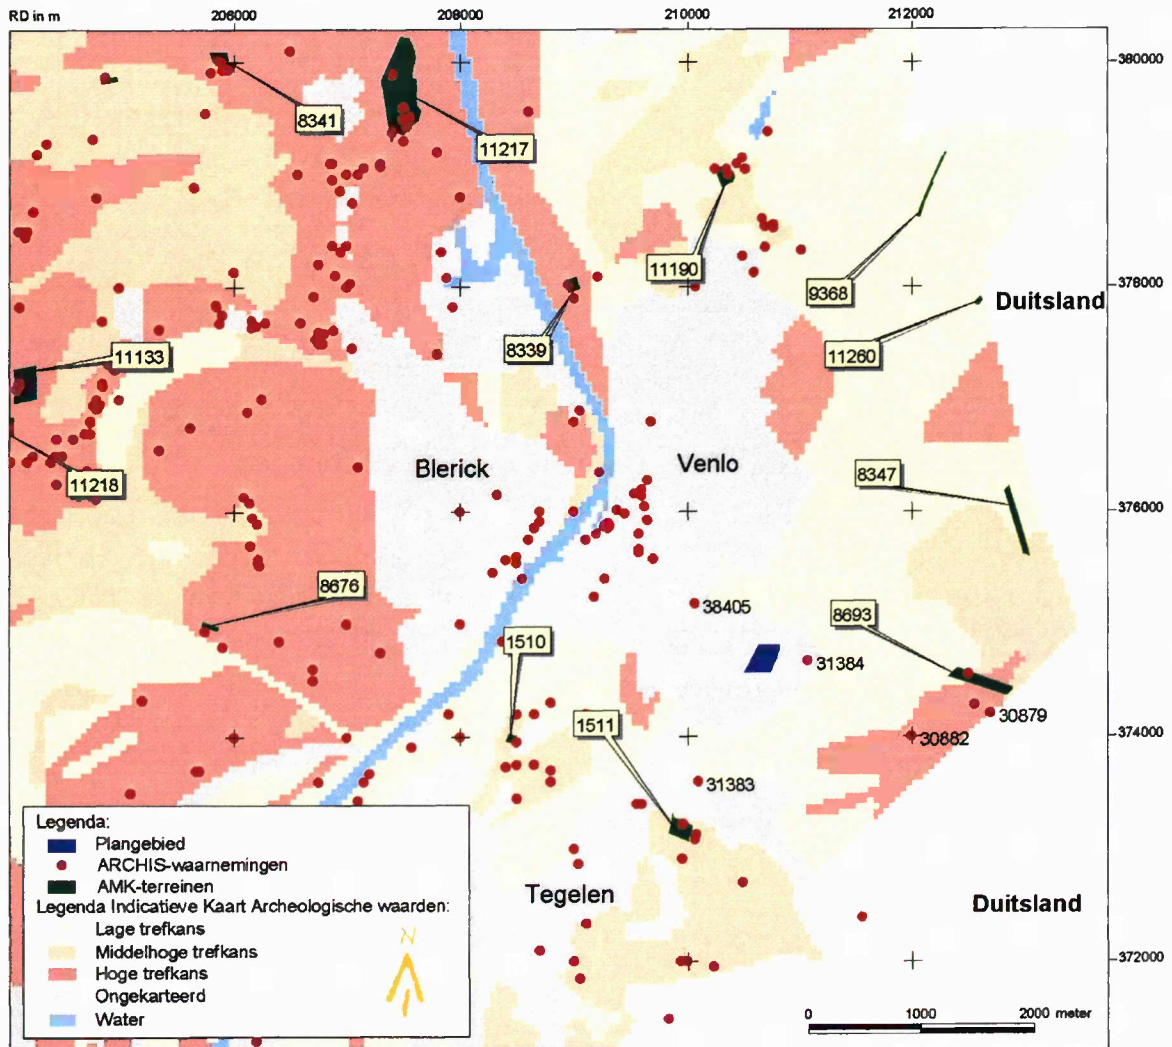 RD in m 206000 208000 210000 212000
380000
8341
11217
11190
9368
378000
Duitsland
8339
11260
11133
Blerick
Venlo
8347
11218
376000
8676
38405
8693
1510
31384
30879
1511
30882
374000
31383
Legenda:
Plangebied
ARCHIS-waarnemingen
AMK-terreinen
Legenda Indicatieve Kaart Archeologische waarden:
Lage trefkans
Middelhoge trefkans
Hoge trefkans
Ongekarteerd
Water
N
Tegelen
Duitsland
372000
0 1000 2000 meter